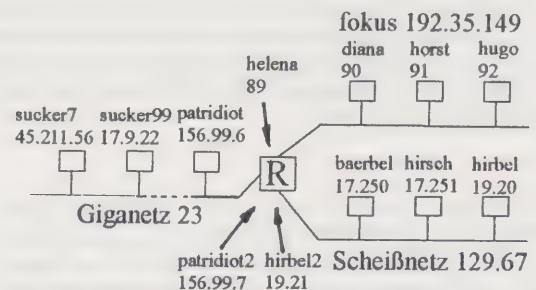 fokus 192.35.149
diana horst hugo
90 91 92
helena
89
sucker7 sucker99 patridiot
45.211.56 17.9.22 156.99.6
R
baerbel hirsch hirbel
17.250 17.251 19.20
Giganetz 23
patridiot2 hirbel2
156.99.7 19.21
Scheißnetz 129.67